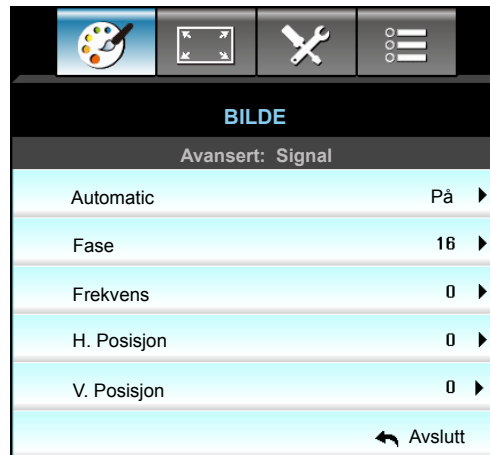 BILDE
Avansert: Signal
Automatic På
Fase 16
Frekvens 0
H. Posisjon 0
V. Posisjon 0
Avslutt